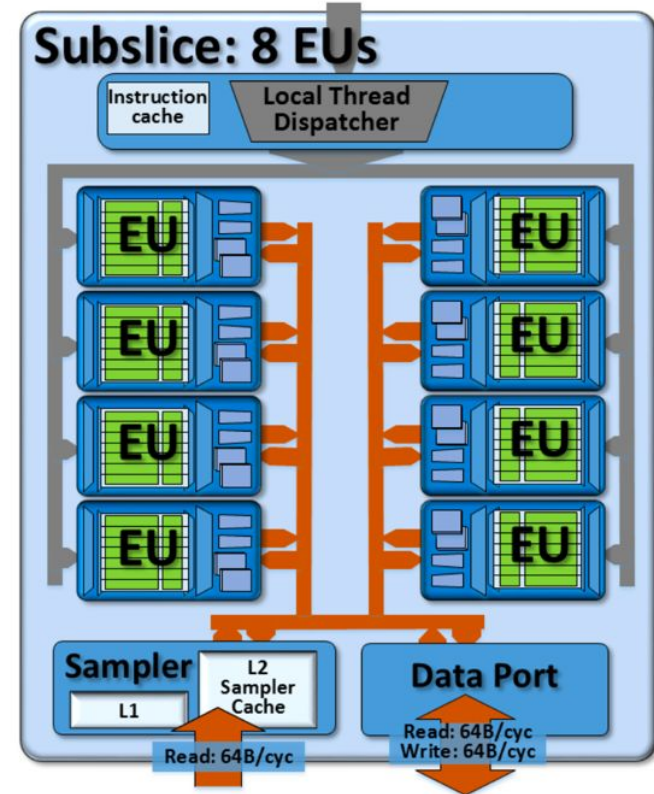 Subslice: 8 EUs
Instruction
cache
Local Thread
Dispatcher
EU
EU
EU
EU
EU
EU
EU
EU
Sampler
L1
L2
Sampler
Cache
Read: 64B/cyc
Data Port
Read: 64B/cyc
Write: 64B/cyc